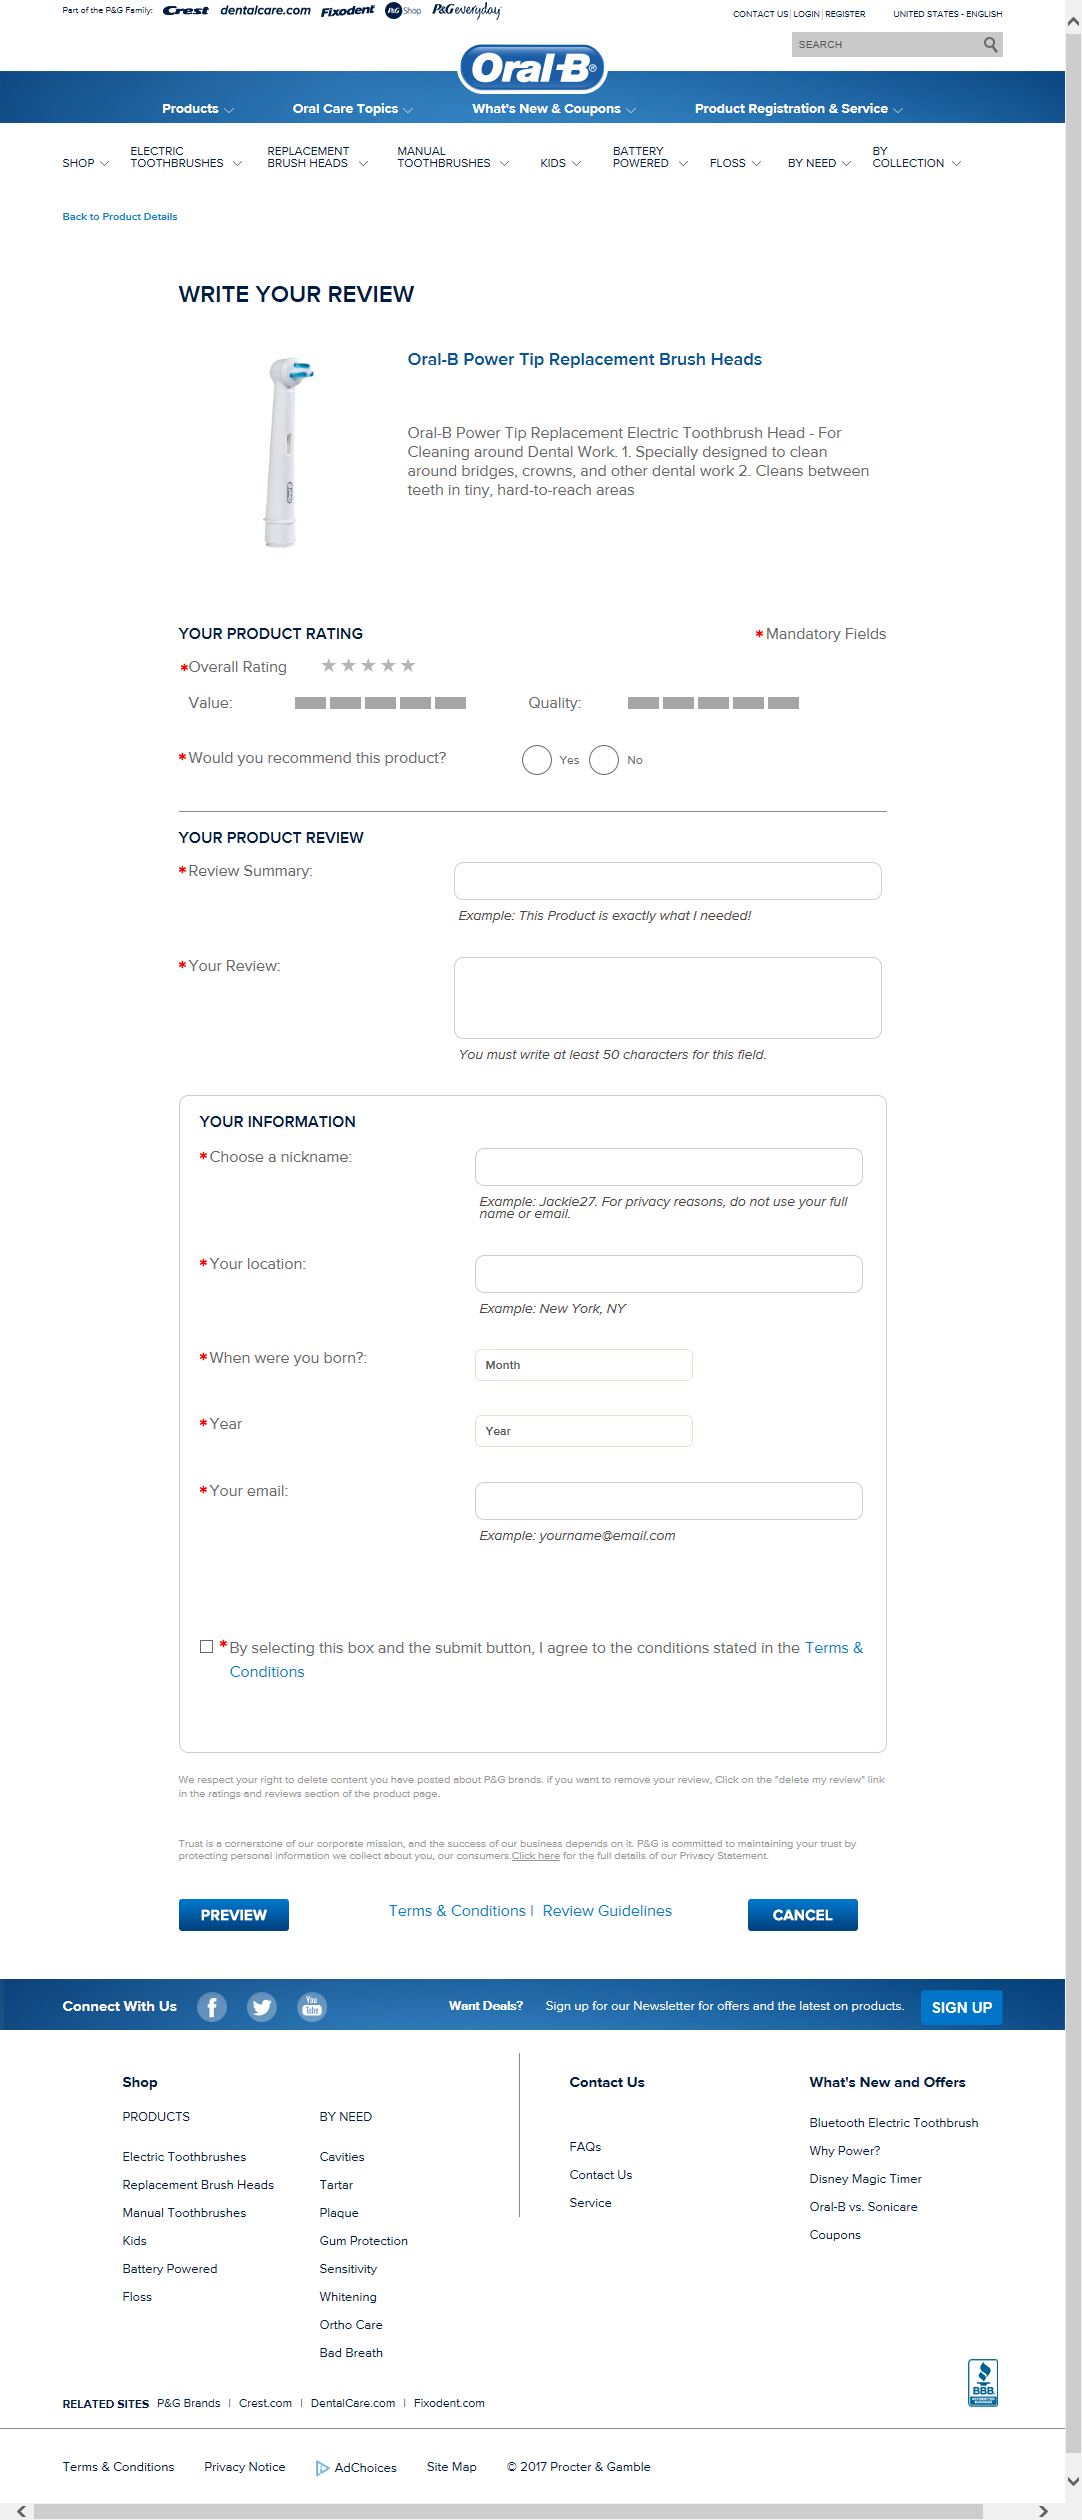 Part of the P&G Family: Crest dentalcare.com Fixodent P&G Shop P&G everyday
CONTACT US | LOGIN | REGISTER UNITED STATES - ENGLISH
SEARCH
Oral-B®
Products Oral Care Topics What's New & Coupons Product Registration & Service
SHOP ELECTRIC TOOTHBRUSHES REPLACEMENT BRUSH HEADS MANUAL TOOTHBRUSHES KIDS BATTERY POWERED FLOSS BY NEED BY COLLECTION
Back to Product Details
WRITE YOUR REVIEW
Oral-B Power Tip Replacement Brush Heads
Oral-B Power Tip Replacement Electric Toothbrush Head - For
Cleaning around Dental Work. 1. Specially designed to clean
around bridges, crowns, and other dental work 2. Cleans between
teeth in tiny, hard-to-reach areas
Oral-B
YOUR PRODUCT RATING
* Mandatory Fields
*Overall Rating
Value: Quality:
*Would you recommend this product? Yes No
YOUR PRODUCT REVIEW
*Review Summary:
Example: This Product is exactly what I needed!
*Your Review:
You must write at least 50 characters for this field.
YOUR INFORMATION
*Choose a nickname:
Example: Jackie27. For privacy reasons, do not use your full
name or email.
*Your location:
Example: New York, NY
*When were you born?: Month
*Year Year
*Your email:
Example: yourname@email.com
*By selecting this box and the submit button, I agree to the conditions stated in the Terms &
Conditions
We respect your right to delete content you have posted about P&G brands. if you want to remove your review, Click on the "delete my review" link
in the ratings and reviews section of the product page.
Trust is a cornerstone of our corporate mission, and the success of our business depends on it. P&G is committed to maintaining your trust by
protecting personal information we collect about you, our consumers.Click here for the full details of our Privacy Statement.
PREVIEW Terms & Conditions | Review Guidelines CANCEL
Connect With Us You Tube Want Deals? Sign up for our Newsletter for offers and the latest on products. SIGN UP
Shop
PRODUCTS
Electric Toothbrushes
Replacement Brush Heads
Manual Toothbrushes
Kids
Battery Powered
Floss
BY NEED
Cavities
Tartar
Plaque
Gum Protection
Sensitivity
Whitening
Ortho Care
Bad Breath
Contact Us
FAQs
Contact Us
Service
What's New and Offers
Bluetooth Electric Toothbrush
Why Power?
Disney Magic Timer
Oral-B vs. Sonicare
Coupons
BBB
ACCREDITED
BUSINESS
RELATED SITES P&G Brands | Crest.com | DentalCare.com | Fixodent.com
Terms & Conditions Privacy Notice AdChoices Site Map © 2017 Procter & Gamble